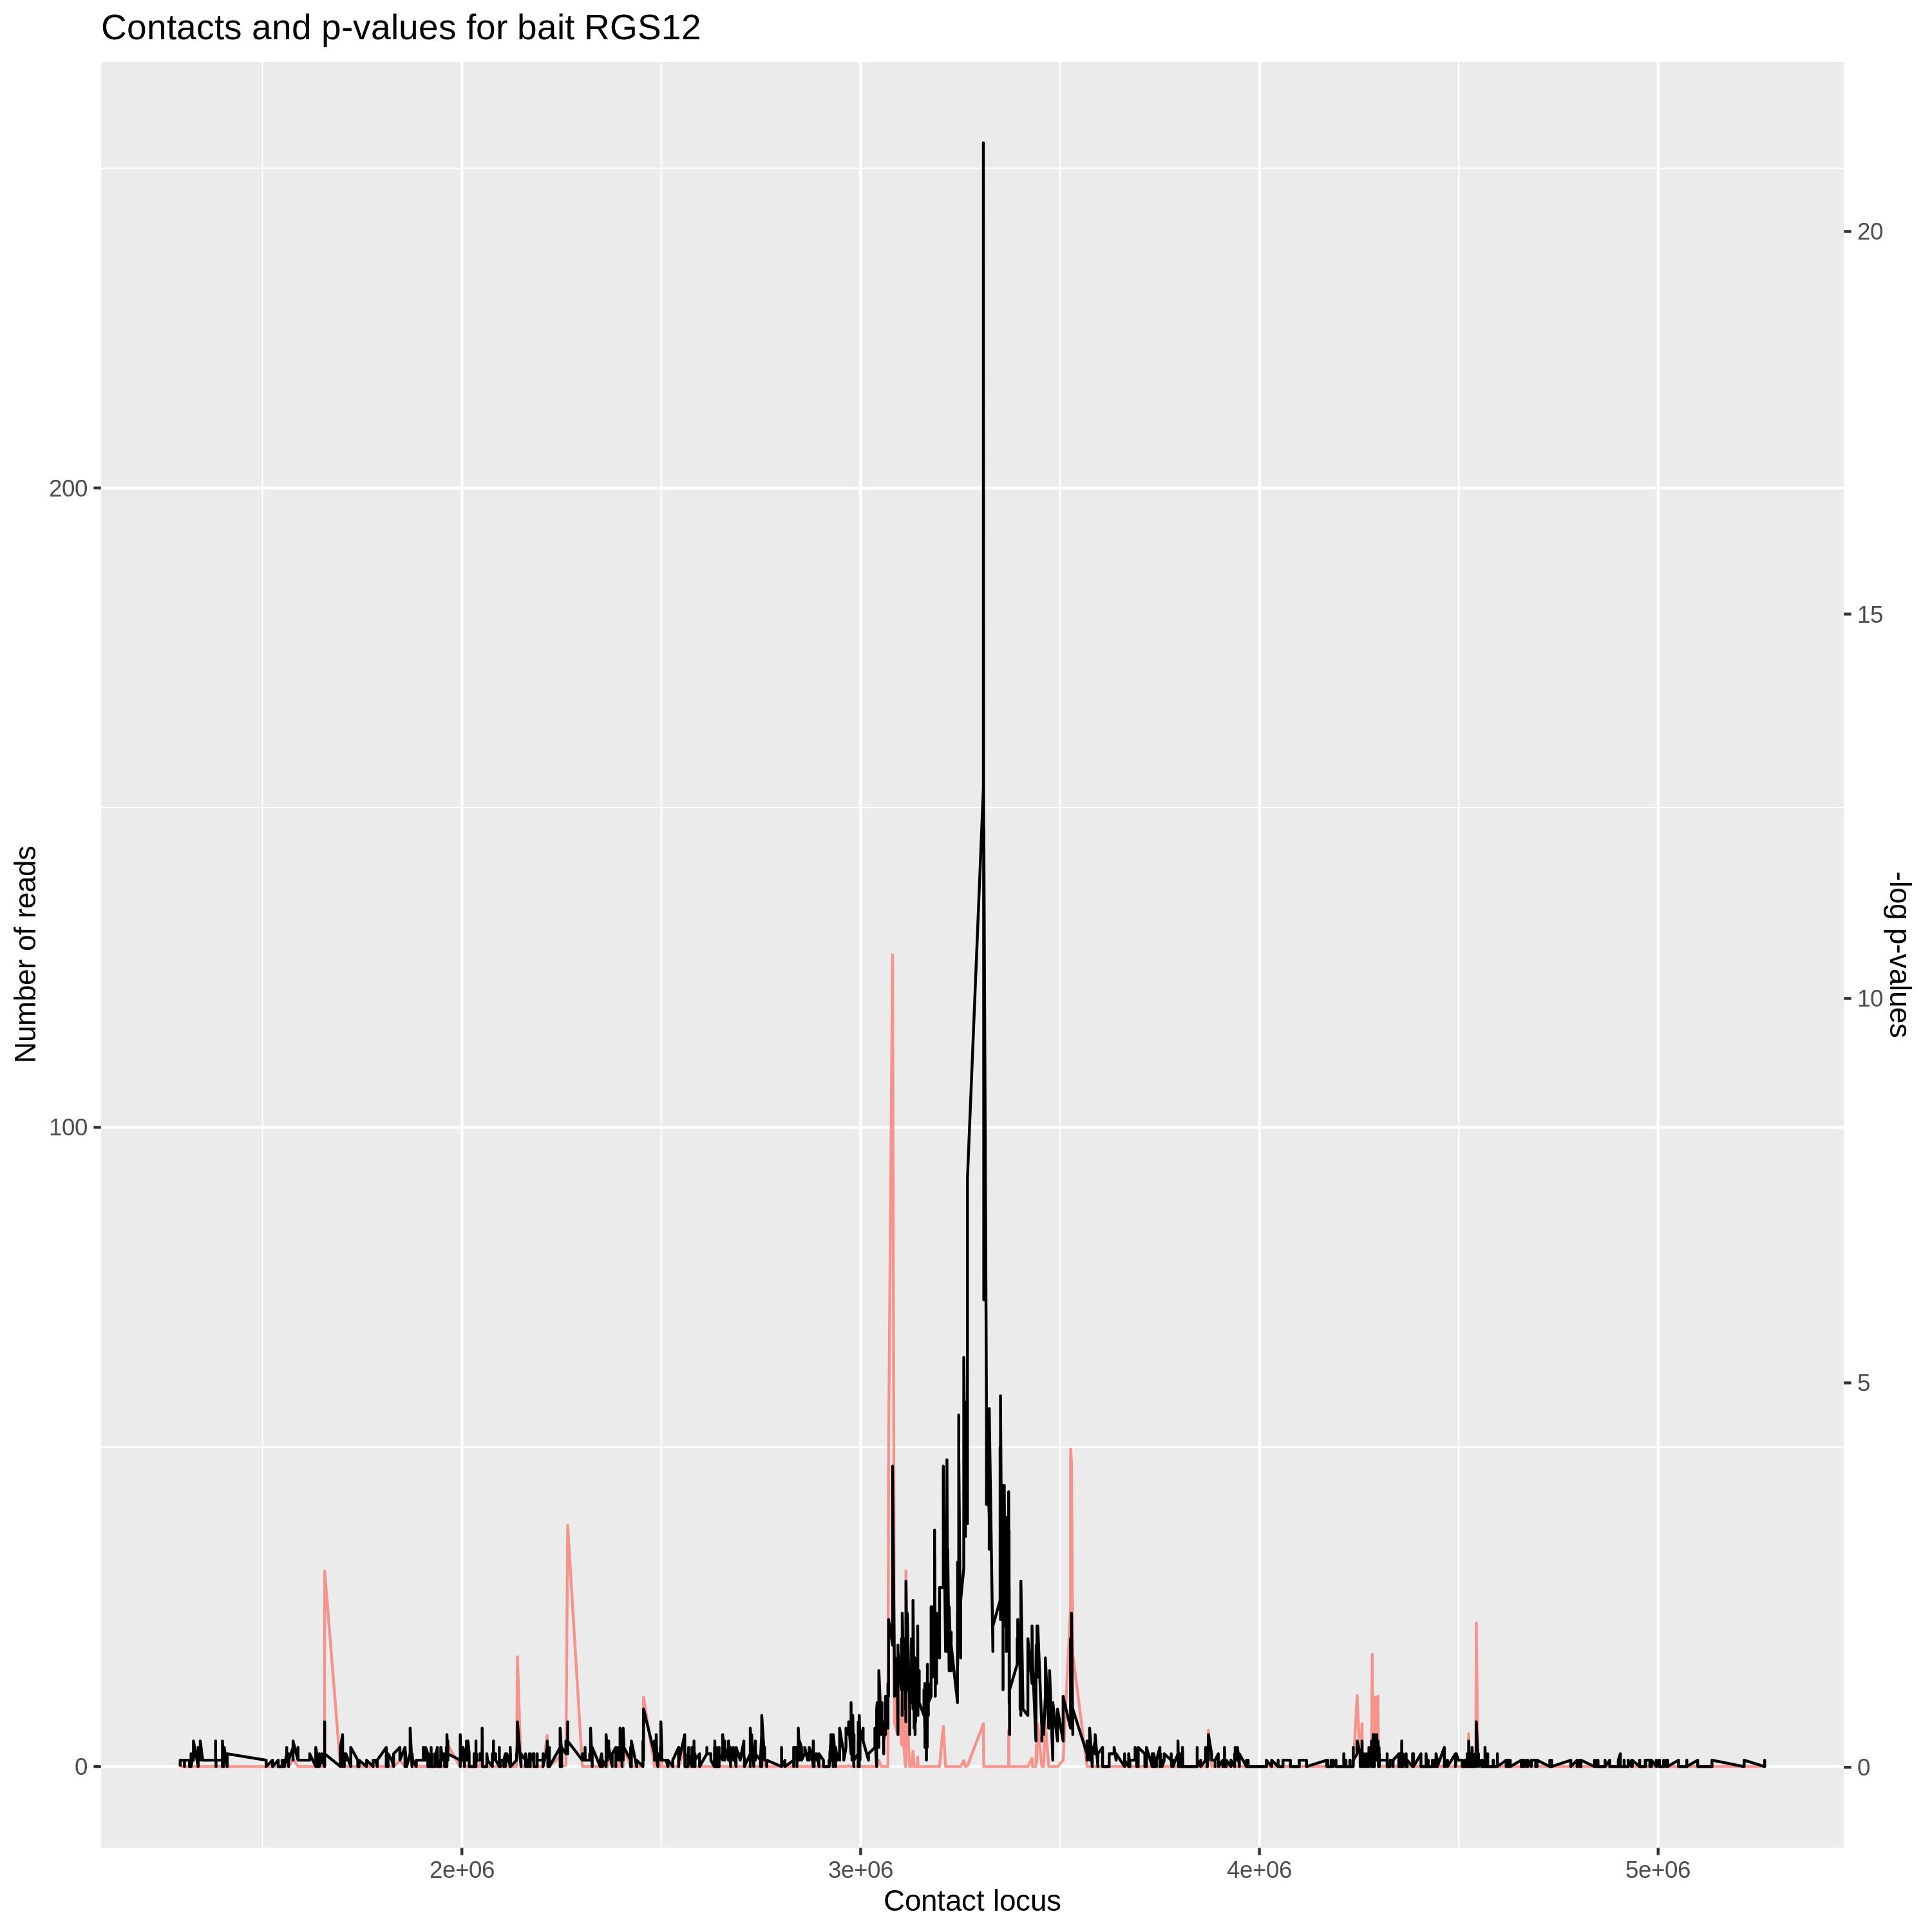 Contacts and p-values for bait RGS12
Number of reads
200
100
0
20
15
10
5
0
-log p-values
2e+06
3e+06
4e+06
5e+06
Contact locus